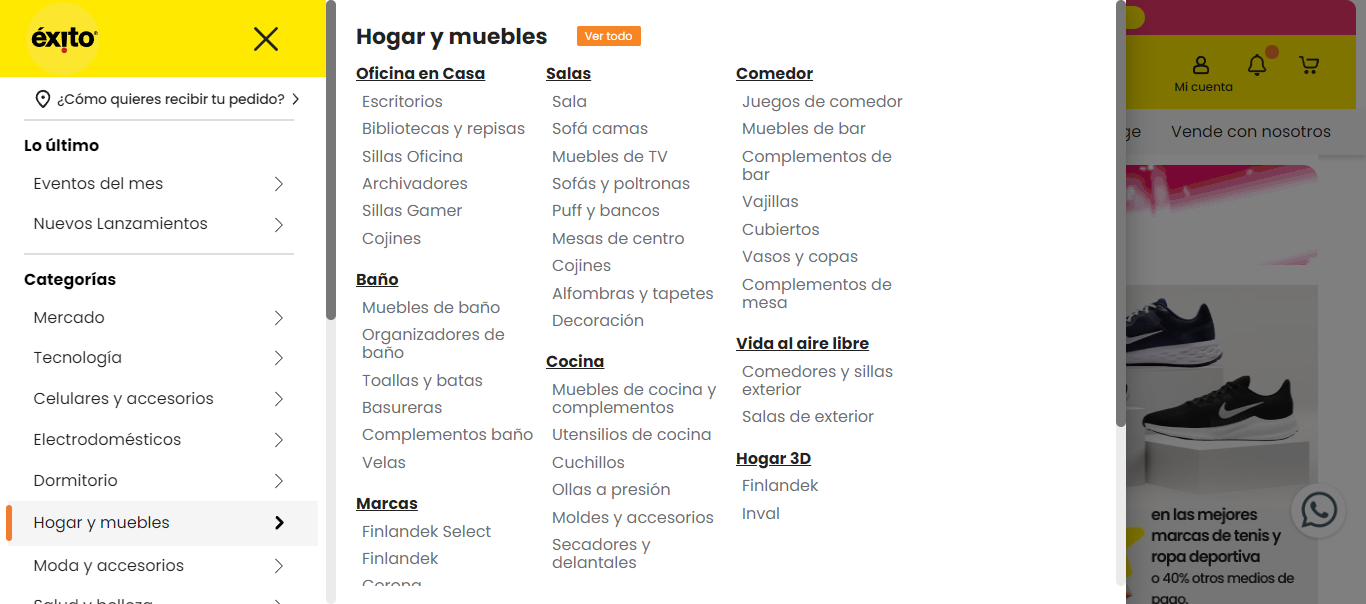 éxito
¿Cómo quieres recibir tu pedido?
Lo último
Eventos del mes
Nuevos Lanzamientos
Categorías
Mercado
Tecnología
Celulares y accesorios
Electrodomésticos
Dormitorio
Hogar y muebles
Moda y accesorios
Salud y belleza
Hogar y muebles
Ver todo
Oficina en Casa
Escritorios
Bibliotecas y repisas
Sillas Oficina
Archivadores
Sillas Gamer
Cojines
Baño
Muebles de baño
Organizadores de
baño
Toallas y batas
Basureras
Complementos baño
Velas
Marcas
Finlandek Select
Finlandek
Corona
Salas
Sala
Sofá camas
Muebles de TV
Sofás y poltronas
Puff y bancos
Mesas de centro
Cojines
Alfombras y tapetes
Decoración
Cocina
Muebles de cocina y
complementos
Utensilios de cocina
Cuchillos
Ollas a presión
Moldes y accesorios
Secadores y
delantales
Comedor
Juegos de comedor
Muebles de bar
Complementos de
bar
Vajillas
Cubiertos
Vasos y copas
Complementos de
mesa
Vida al aire libre
Comedores y sillas
exterior
Salas de exterior
Hogar 3D
Finlandek
Inval
Mi cuenta
Vende con nosotros
en las mejores
marcas de tenis y
ropa deportiva
o 40% otros medios de
pago.